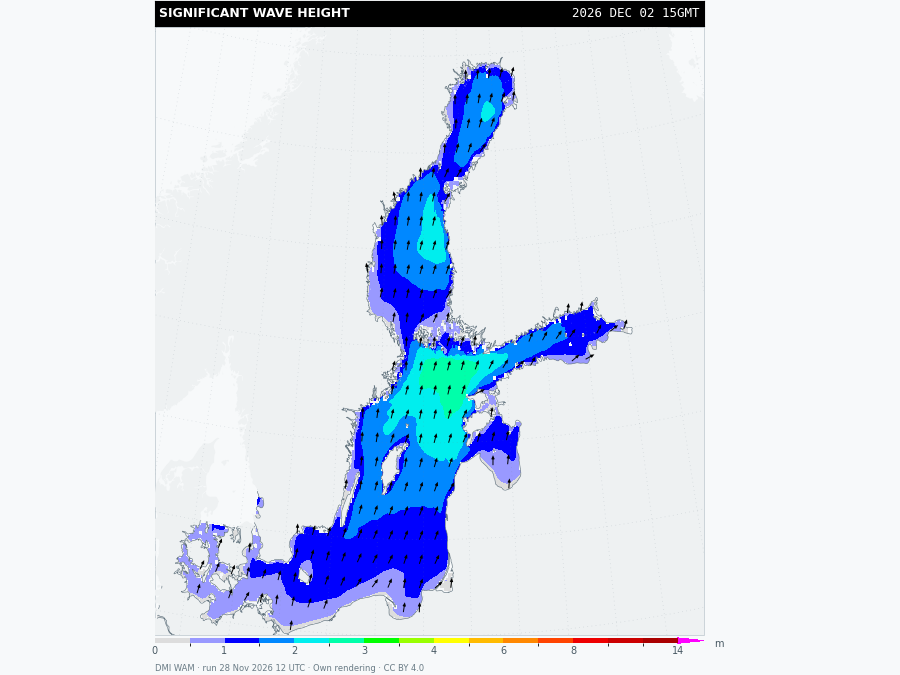 SIGNIFICANT WAVE HEIGHT 2026 DEC 02 15GMT
0 1 2 3 4 6 8 14 m
DMI WAM · run 28 Nov 2026 12 UTC · Own rendering · CC BY 4.0